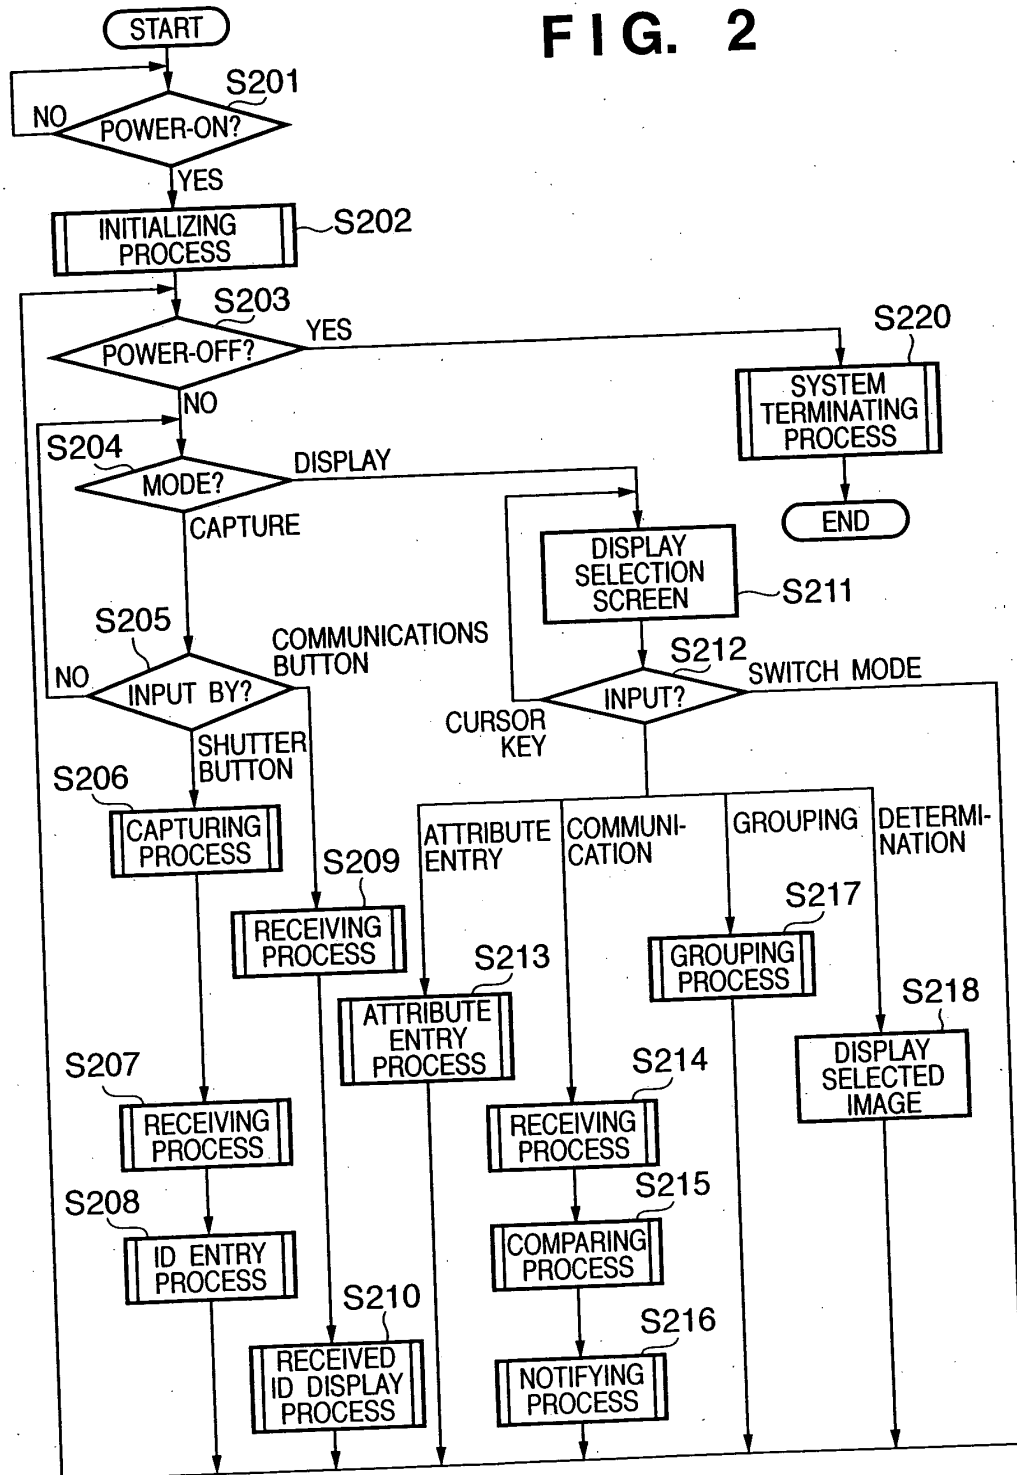 FIG. 2
START
S201
NO
POWER-ON?
YES
INITIALIZING
PROCESS
S202
S203
POWER-OFF?
YES
S220
SYSTEM
TERMINATING
PROCESS
NO
S204
MODE?
DISPLAY
CAPTURE
END
DISPLAY
SELECTION
SCREEN
S211
S205
COMMUNICATIONS
BUTTON
NO
INPUT BY?
S212
SWITCH MODE
INPUT?
CURSOR
KEY
SHUTTER
BUTTON
S206
CAPTURING
PROCESS
ATTRIBUTE
ENTRY
COMMUNI-
CATION
GROUPING
DETERMI-
NATION
S209
RECEIVING
PROCESS
S217
GROUPING
PROCESS
S213
ATTRIBUTE
ENTRY
PROCESS
S218
DISPLAY
SELECTED
IMAGE
S207
RECEIVING
PROCESS
S214
RECEIVING
PROCESS
S208
ID ENTRY
PROCESS
S215
COMPARING
PROCESS
S210
RECEIVED
ID DISPLAY
PROCESS
S216
NOTIFYING
PROCESS